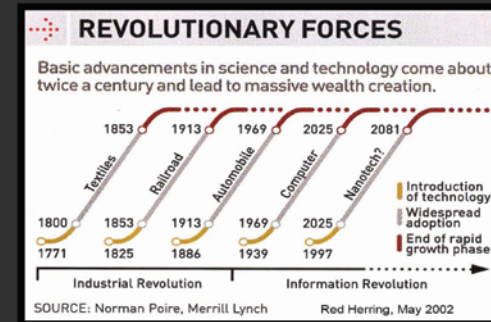 REVOLUTIONARY FORCES
Basic advancements in science and technology come about
twice a century and lead to massive wealth creation.
1853 1913 1969 2025 2081
Textiles Railroad Automobile Computer Nanotech?
1800 1853 1913 1969 2025
1771 1825 1886 1939 1997
Introduction
of technology
Widespread
adoption
End of rapid
growth phase
Industrial Revolution Information Revolution
SOURCE: Norman Poire, Merrill Lynch Red Herring, May 2002